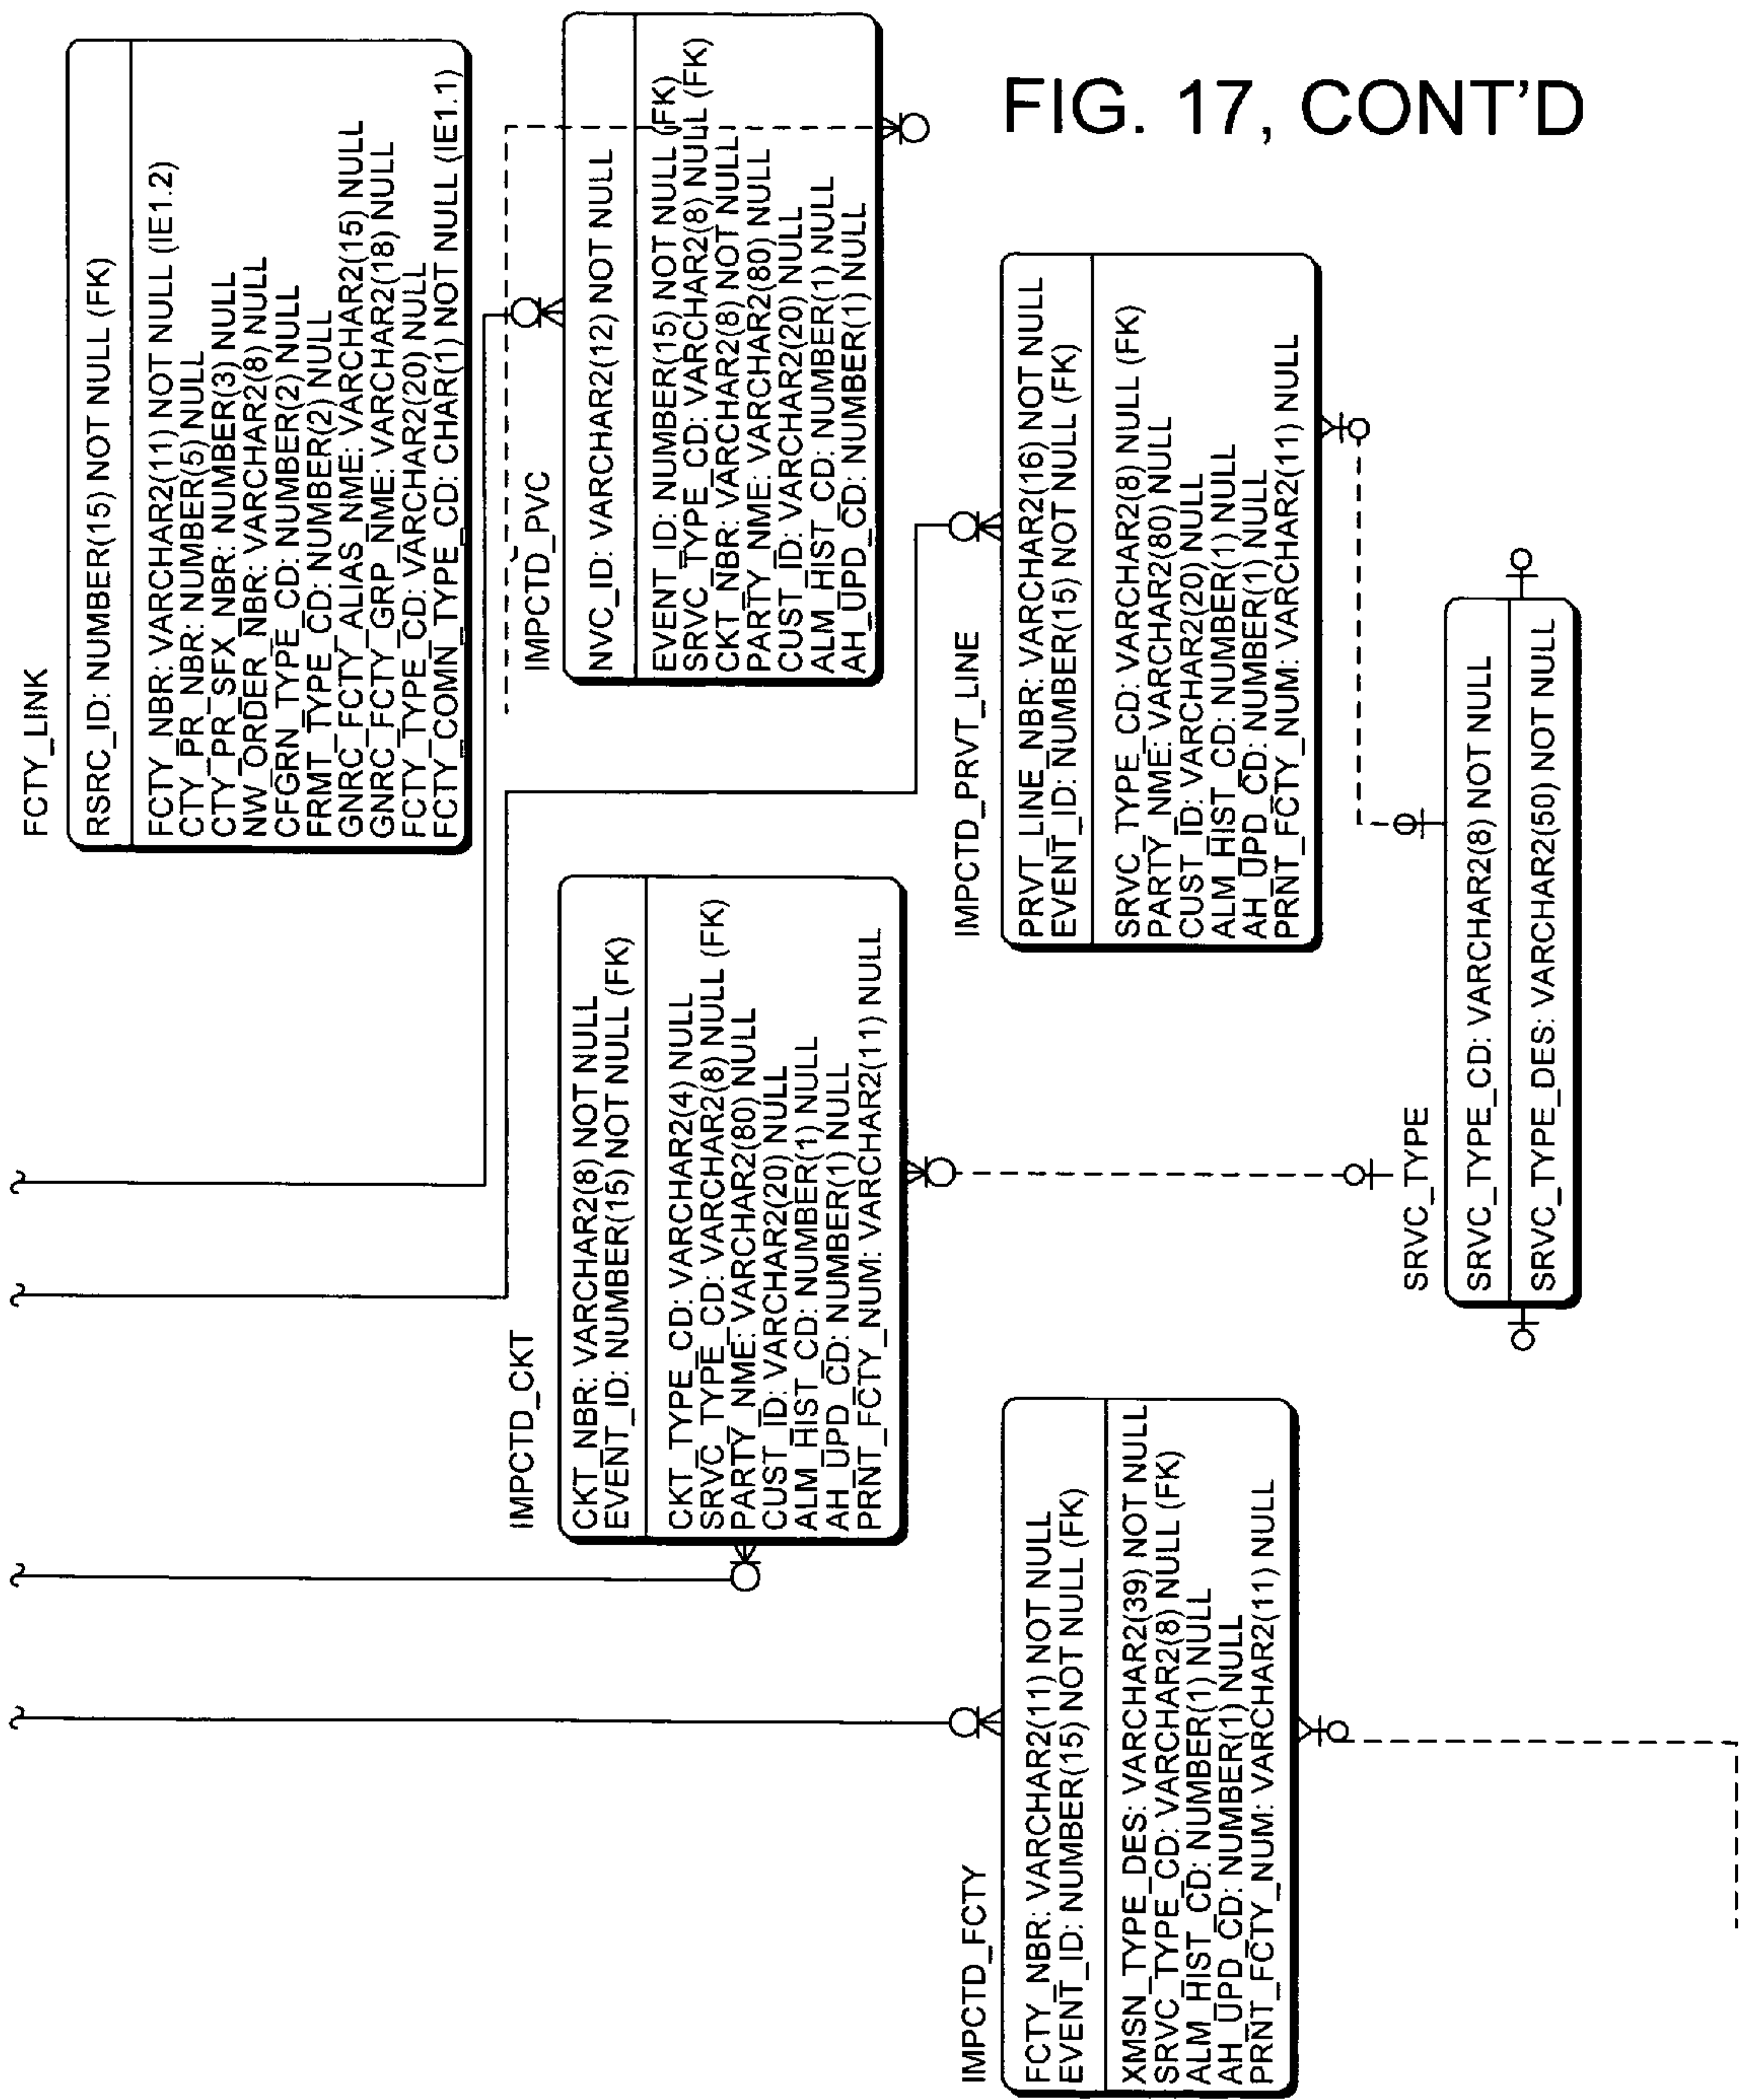 FIG. 17, CONT'D
FCTY_LINK
RSRC_ID: NUMBER(15) NOT NULL (FK)
FCTY_NBR: VARCHAR2(11) NOT NULL (IE1.2)
CTY_PR_NBR: NUMBER(5) NULL
CTY_PR_SFX_NBR: NUMBER(3) NULL
NW_ORDER_NBR: VARCHAR2(8) NULL
CFGRN_TYPE_CD: NUMBER(2) NULL
FRMT_TYPE_CD: NUMBER(2) NULL
GNRC_FCTY_ALIAS_NME: VARCHAR2(15) NULL
GNRC_FCTY_GRP_NME: VARCHAR2(18) NULL
FCTY_TYPE_CD: VARCHAR2(20) NULL
FCTY_COMN_TYPE_CD: CHAR(1) NOT NULL (IE1.1)
IMPCTD_PVC
NVC_ID: VARCHAR2(12) NOT NULL
EVENT_ID: NUMBER(15) NOT NULL (FK)
SRVC_TYPE_CD: VARCHAR2(8) NULL (FK)
CKT_NBR: VARCHAR2(8) NOT NULL
PARTY_NME: VARCHAR2(80) NULL
CUST_ID: VARCHAR2(20) NULL
ALM_HIST_CD: NUMBER(1) NULL
AH_UPD_CD: NUMBER(1) NULL
IMPCTD_CKT
CKT_NBR: VARCHAR2(8) NOT NULL
EVENT_ID: NUMBER(15) NOT NULL (FK)
CKT_TYPE_CD: VARCHAR2(4) NULL
SRVC_TYPE_CD: VARCHAR2(8) NULL (FK)
PARTY_NME: VARCHAR2(80) NULL
CUST_ID: VARCHAR2(20) NULL
ALM_HIST_CD: NUMBER(1) NULL
AH_UPD_CD: NUMBER(1) NULL
PRNT_FCTY_NUM: VARCHAR2(11) NULL
IMPCTD_PRVT_LINE
PRVT_LINE_NBR: VARCHAR2(16) NOT NULL
EVENT_ID: NUMBER(15) NOT NULL (FK)
SRVC_TYPE_CD: VARCHAR2(8) NULL (FK)
PARTY_NME: VARCHAR2(80) NULL
CUST_ID: VARCHAR2(20) NULL
ALM_HIST_CD: NUMBER(1) NULL
AH_UPD_CD: NUMBER(1) NULL
PRNT_FCTY_NUM: VARCHAR2(11) NULL
IMPCTD_FCTY
FCTY_NBR: VARCHAR2(11) NOT NULL
EVENT_ID: NUMBER(15) NOT NULL (FK)
XMSN_TYPE_DES: VARCHAR2(39) NOT NULL
SRVC_TYPE_CD: VARCHAR2(8) NULL (FK)
ALM_HIST_CD: NUMBER(1) NULL
AH_UPD_CD: NUMBER(1) NULL
PRNT_FCTY_NUM: VARCHAR2(11) NULL
SRVC_TYPE
SRVC_TYPE_CD: VARCHAR2(8) NOT NULL
SRVC_TYPE_DES: VARCHAR2(50) NOT NULL